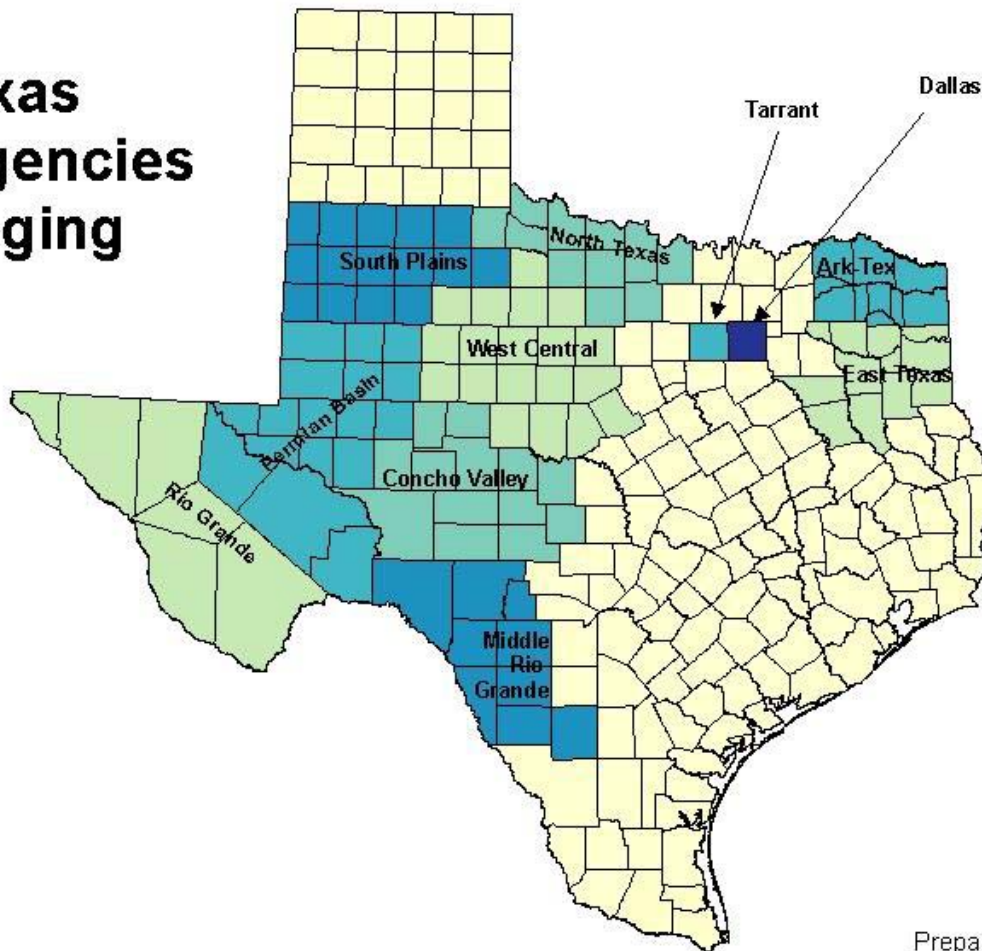 xas
gencies
ging
Dallas
Tarrant
North Texas
South Plains
Ark-Tex
West Central
East Texas
Permian Basin
Concho Valley
Rio Grande
Middle
Rio
Grande
Prepa